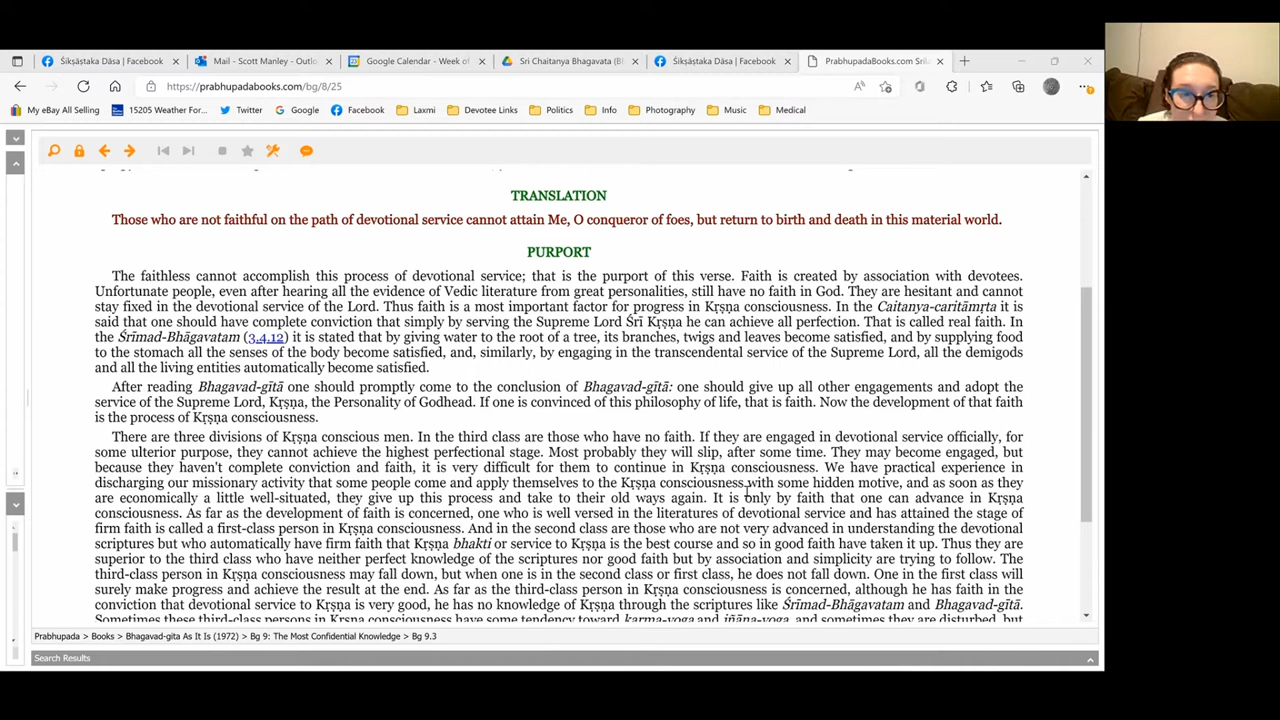 Śikṣāṣtaka Dāsa | Facebook
Mail - Scott Manley - Outlo
Google Calendar - Week of
Sri Chaitanya Bhagavata (B
Śikṣāṣtaka Dāsa | Facebook
PrabhupadaBooks.com Sril
https://prabhupadabooks.com/bg/8/25
My eBay All Selling
15205 Weather For...
Twitter
Google
Facebook
Laxmi
Devotee Links
Politics
Info
Photography
Music
Medical
TRANSLATION
Those who are not faithful on the path of devotional service cannot attain Me, O conqueror of foes, but return to birth and death in this material world.
PURPORT
The faithless cannot accomplish this process of devotional service; that is the purport of this verse. Faith is created by association with devotees.
Unfortunate people, even after hearing all the evidence of Vedic literature from great personalities, still have no faith in God. They are hesitant and cannot
stay fixed in the devotional service of the Lord. Thus faith is a most important factor for progress in Kṛṣṇa consciousness. In the Caitanya-caritāmṛta it is
said that one should have complete conviction that simply by serving the Supreme Lord Śrī Kṛṣṇa he can achieve all perfection. That is called real faith. In
the Śrīmad-Bhāgavatam (3.4.12) it is stated that by giving water to the root of a tree, its branches, twigs and leaves become satisfied, and by supplying food
to the stomach all the senses of the body become satisfied, and, similarly, by engaging in the transcendental service of the Supreme Lord, all the demigods
and all the living entities automatically become satisfied.
After reading Bhagavad-gītā one should promptly come to the conclusion of Bhagavad-gītā: one should give up all other engagements and adopt the
service of the Supreme Lord, Kṛṣṇa, the Personality of Godhead. If one is convinced of this philosophy of life, that is faith. Now the development of that faith
is the process of Kṛṣṇa consciousness.
There are three divisions of Kṛṣṇa conscious men. In the third class are those who have no faith. If they are engaged in devotional service officially, for
some ulterior purpose, they cannot achieve the highest perfectional stage. Most probably they will slip, after some time. They may become engaged, but
because they haven't complete conviction and faith, it is very difficult for them to continue in Kṛṣṇa consciousness. We have practical experience in
discharging our missionary activity that some people come and apply themselves to the Kṛṣṇa consciousness with some hidden motive, and as soon as they
are economically a little well-situated, they give up this process and take to their old ways again. It is only by faith that one can advance in Kṛṣṇa
consciousness. As far as the development of faith is concerned, one who is well versed in the literatures of devotional service and has attained the stage of
firm faith is called a first-class person in Kṛṣṇa consciousness. And in the second class are those who are not very advanced in understanding the devotional
scriptures but who automatically have firm faith that Kṛṣṇa bhakti or service to Kṛṣṇa is the best course and so in good faith have taken it up. Thus they are
superior to the third class who have neither perfect knowledge of the scriptures nor good faith but by association and simplicity are trying to follow. The
third-class person in Kṛṣṇa consciousness may fall down, but when one is in the second class or first class, he does not fall down. One in the first class will
surely make progress and achieve the result at the end. As far as the third-class person in Kṛṣṇa consciousness is concerned, although he has faith in the
conviction that devotional service to Kṛṣṇa is very good, he has no knowledge of Kṛṣṇa through the scriptures like Śrīmad-Bhāgavatam and Bhagavad-gītā.
Sometimes these third-class persons in Kṛṣṇa consciousness have some tendency toward karma-yoga and jñāna-yoga, and sometimes they are disturbed, but
Prabhupada > Books > Bhagavad-gita As It Is (1972) > Bg 9: The Most Confidential Knowledge > Bg 9.3
Search Results